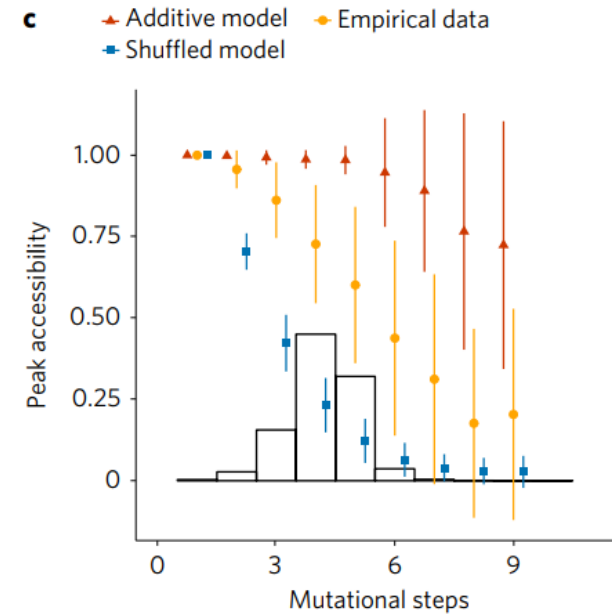 c
Additive model Empirical data
Shuffled model
Peak accessibility
1.00
0.75
0.50
0.25
0
0 3 6 9
Mutational steps